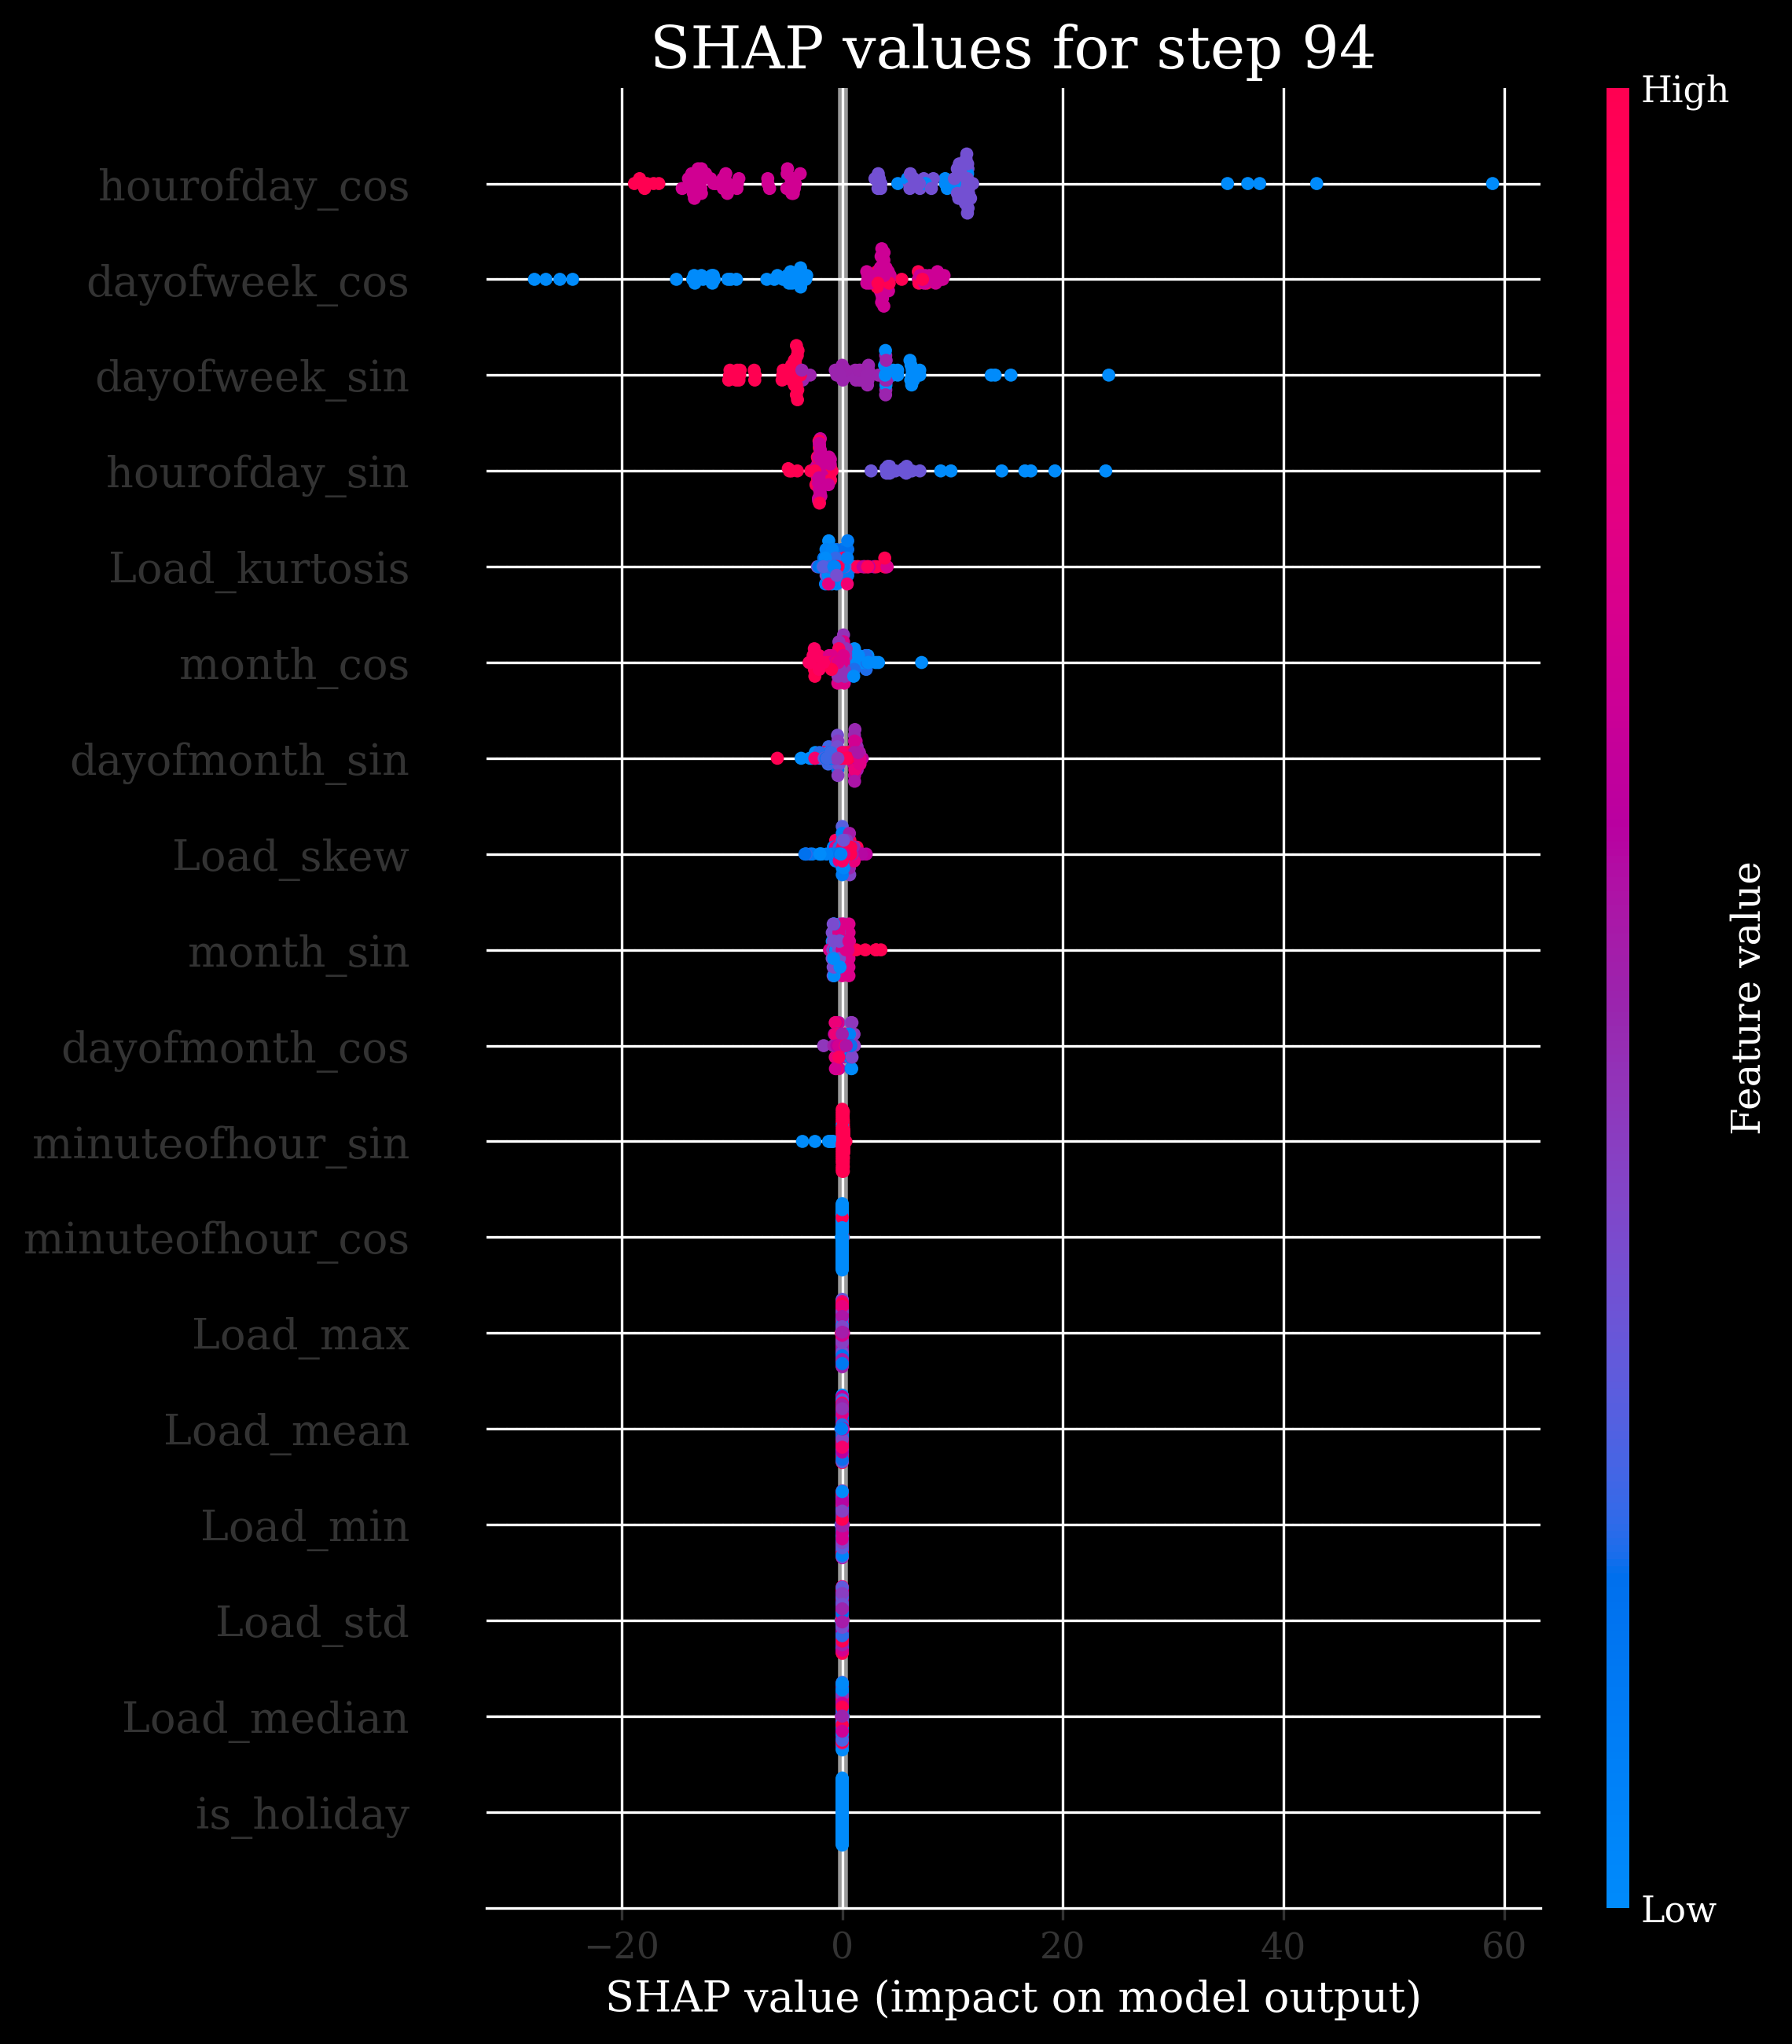 SHAP values for step 94
High
hourofday_cos
dayofweek_cos
dayofweek_sin
hourofday_sin
Load_kurtosis
month_cos
dayofmonth_sin
Load_skew
month_sin
dayofmonth_cos
minuteofhour_sin
minuteofhour_cos
Load_max
Load_mean
Load_min
Load_std
Load_median
is_holiday
Feature value
Low
−20 0 20 40 60
SHAP value (impact on model output)